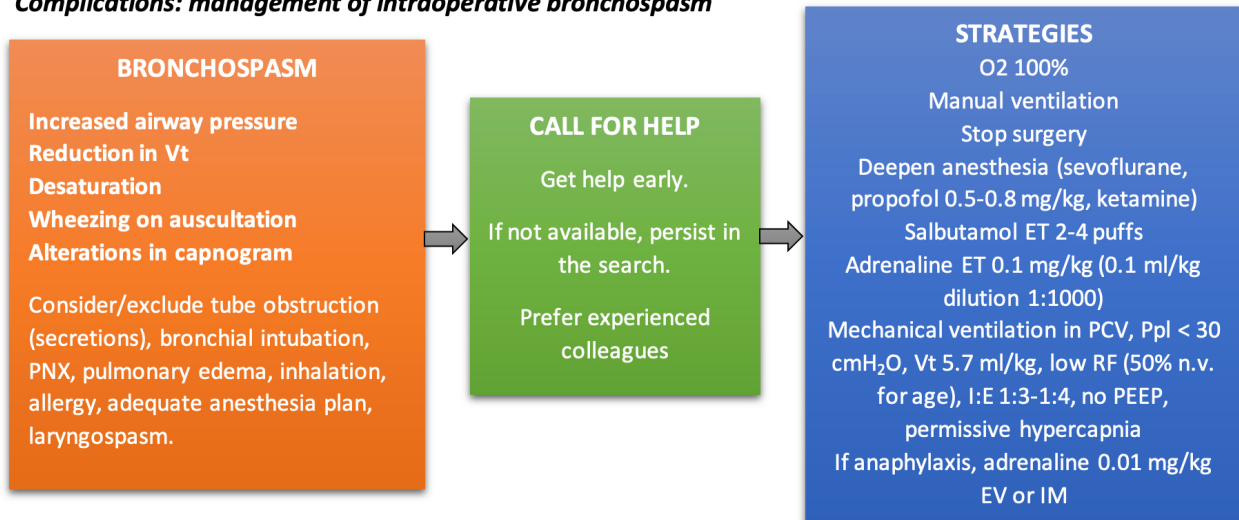 Complications: management of intraoperative bronchospasm
BRONCHOSPASM
Increased airway pressure
Reduction in Vt
Desaturation
Wheezing on auscultation
Alterations in capnogram
Consider/exclude tube obstruction
(secretions), bronchial intubation,
PNX, pulmonary edema, inhalation,
allergy, adequate anesthesia plan,
laryngospasm.
CALL FOR HELP
Get help early.
If not available, persist in
the search.
Prefer experienced
colleagues
STRATEGIES
O2 100%
Manual ventilation
Stop surgery
Deepen anesthesia (sevoflurane,
propofol 0.5-0.8 mg/kg, ketamine)
Salbutamol ET 2-4 puffs
Adrenaline ET 0.1 mg/kg (0.1 ml/kg
dilution 1:1000)
Mechanical ventilation in PCV, Ppl < 30
cmH₂O, Vt 5.7 ml/kg, low RF (50% n.v.
for age), I:E 1:3-1:4, no PEEP,
permissive hypercapnia
If anaphylaxis, adrenaline 0.01 mg/kg
EV or IM